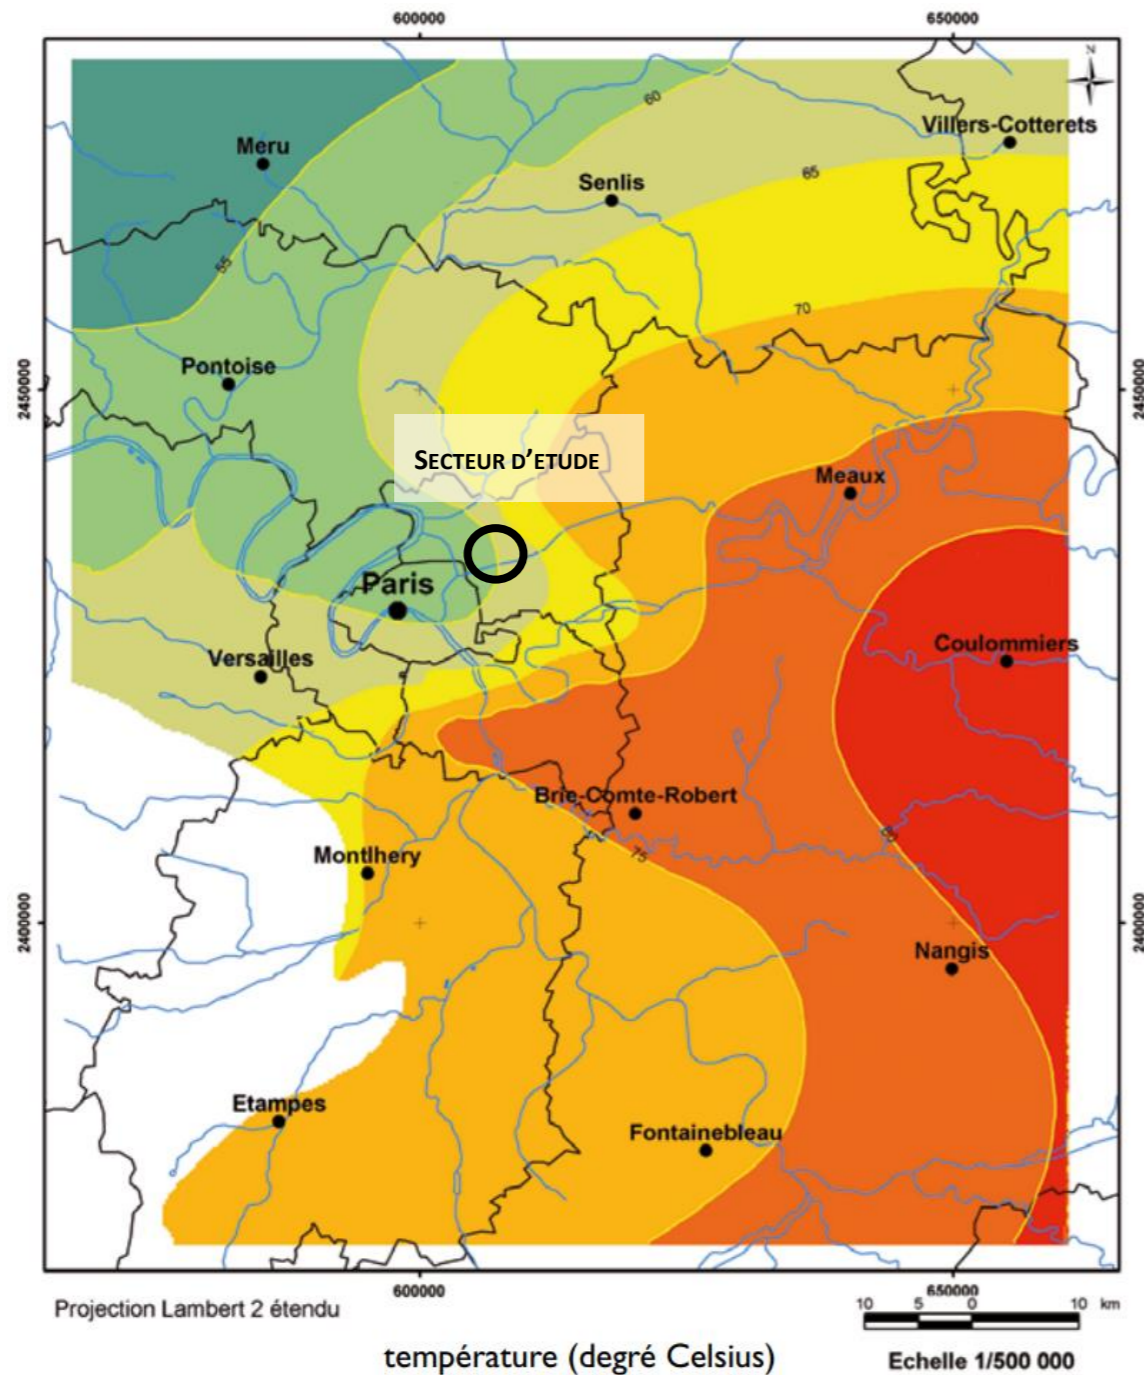 600000
650000
N
60
Villers-Cotterets
Meru
65
Senlis
55
70
Pontoise
2450000
2450000
SECTEUR D'ETUDE
Meaux
Paris
Coulommiers
Versailles
Brie-Comte-Robert
75
Montlhery
2400000
2400000
Nangis
Etampes
Fontainebleau
600000
650000
Projection Lambert 2 étendu
10 5 0 10 km
température (degré Celsius)
Echelle 1/500 000